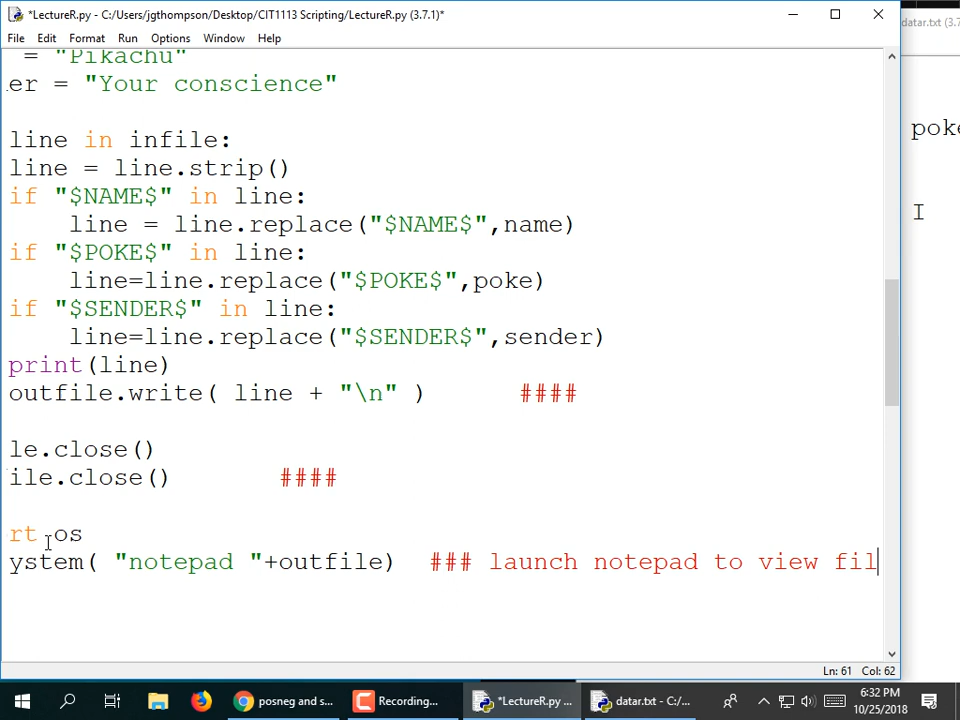 *LectureR.py - C:/Users/jgthompson/Desktop/CIT1113 Scripting/LectureR.py (3.7.1)*
datar.txt (3.7
File Edit Format Run Options Window Help
= "Pikachu"
er = "Your conscience"
poke
line in infile:
line = line.strip()
if "$NAME$" in line:
line = line.replace("$NAME$",name)
if "$POKE$" in line:
line=line.replace("$POKE$",poke)
if "$SENDER$" in line:
line=line.replace("$SENDER$",sender)
print(line)
outfile.write( line + "\n" ) ####
le.close()
ile.close() ####
rt os
ystem( "notepad "+outfile) ### launch notepad to view fil
Ln: 61 Col: 62
posneg and s...
Recording...
*LectureR.py ...
datar.txt - C:/...
6:32 PM
10/25/2018